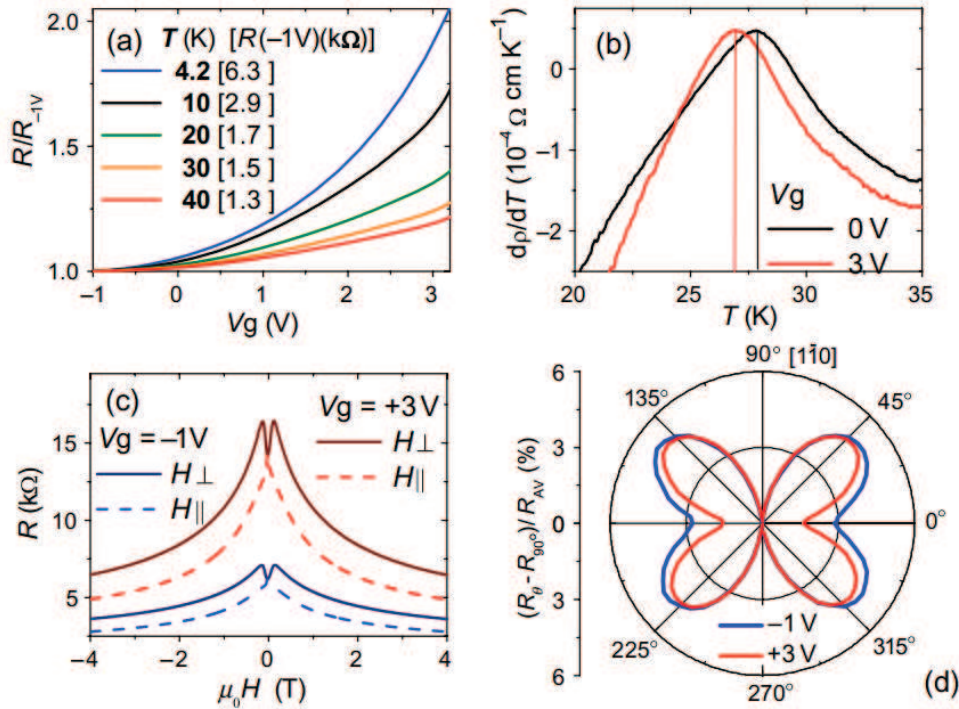 (a) T (K) [R(–1V)(kΩ)]
4.2 [6.3 ]
10 [2.9 ]
20 [1.7 ]
30 [1.5 ]
40 [1.3 ]
R/R–1V
2.0
1.5
1.0
–1 0 1 2 3
Vg (V)
(b)
dρ/dT (10⁻⁴ Ω cm K⁻¹)
0
–1
–2
Vg
0 V
3 V
20 25 30 35
T (K)
(c)
Vg = –1V
H⊥
H||
Vg = +3 V
H⊥
H||
R (kΩ)
15
10
5
–4 –2 0 2 4
μ₀H (T)
(Rθ - R90°)/ RAV (%)
6
3
0
3
6
90° [11̄0]
135° 45°
0°
225° 315°
270°
–1 V
+3 V
(d)